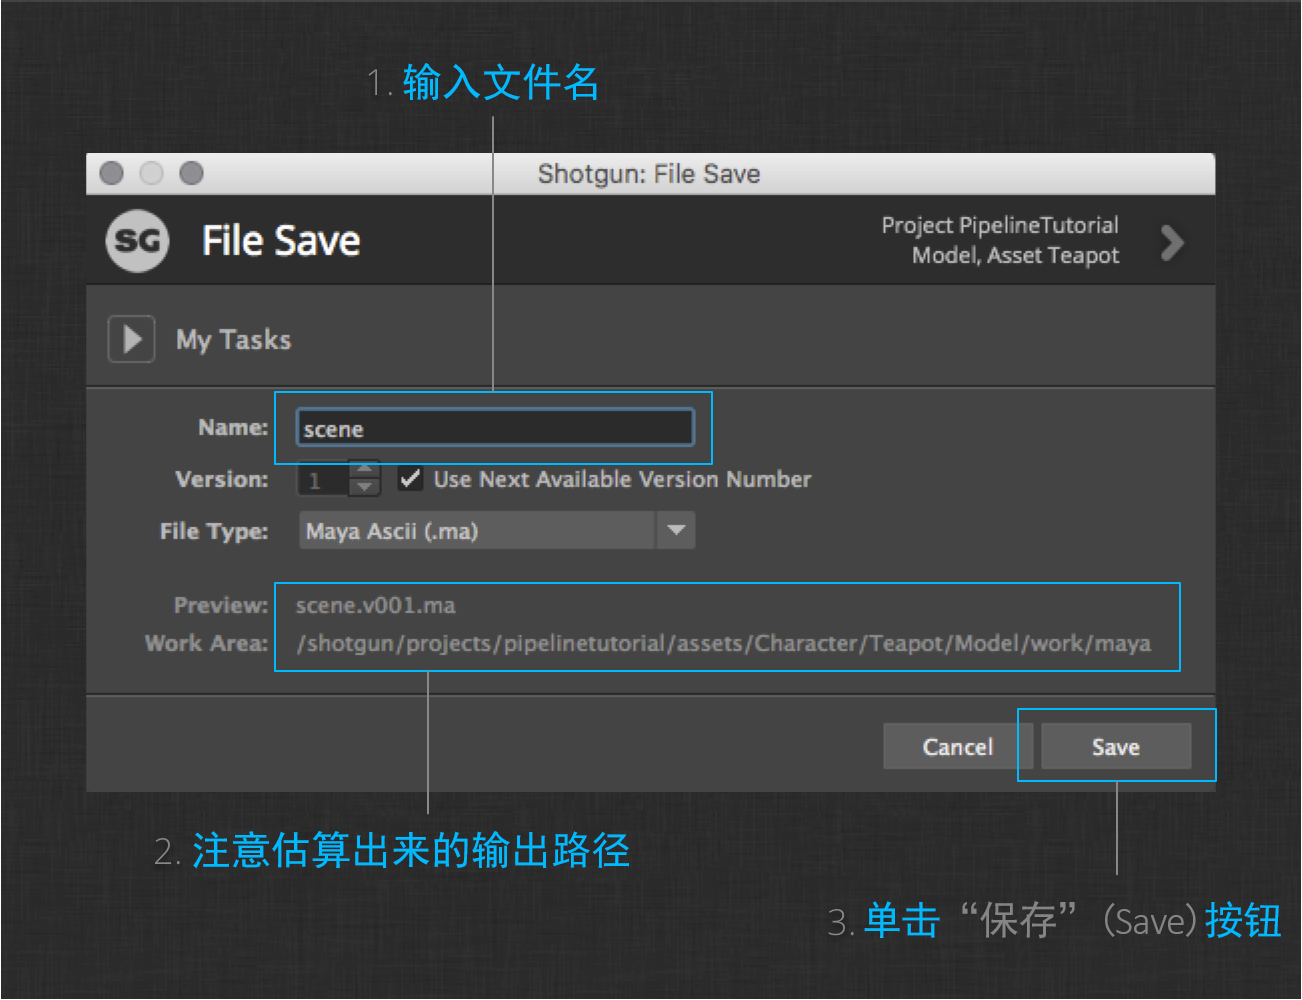 1. 输入文件名
Shotgun: File Save
SG File Save
Project PipelineTutorial
Model, Asset Teapot
My Tasks
Name: scene
Version: 1 Use Next Available Version Number
File Type: Maya Ascii (.ma)
Preview: scene.v001.ma
Work Area: /shotgun/projects/pipelinetutorial/assets/Character/Teapot/Model/work/maya
Cancel Save
2. 注意估算出来的输出路径
3. 单击“保存”(Save)按钮